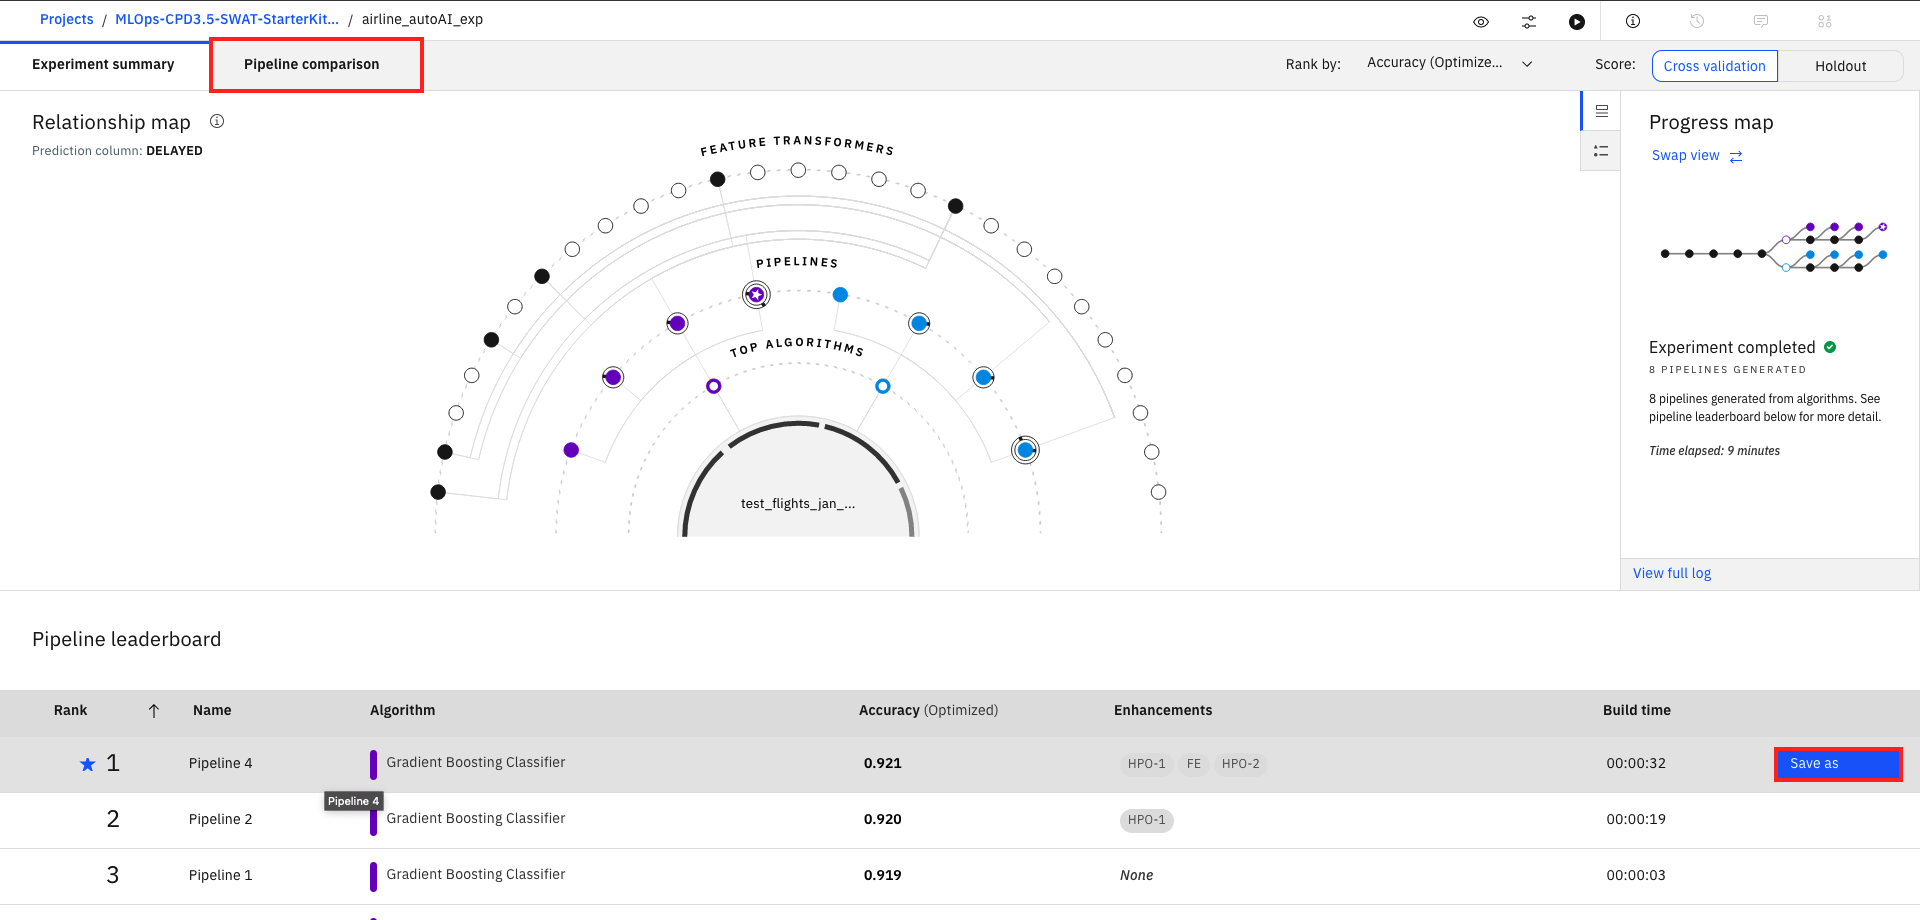 Projects / MLOps-CPD3.5-SWAT-StarterKit... / airline_autoAI_exp
Experiment summary
Pipeline comparison
Rank by: Accuracy (Optimize...
Score: Cross validation Holdout
Relationship map
Prediction column: DELAYED
FEATURE TRANSFORMERS
PIPELINES
TOP ALGORITHMS
test_flights_jan_...
Progress map
Swap view
Experiment completed
8 PIPELINES GENERATED
8 pipelines generated from algorithms. See
pipeline leaderboard below for more detail.
Time elapsed: 9 minutes
View full log
Pipeline leaderboard
Rank Name Algorithm Accuracy (Optimized) Enhancements Build time
1 Pipeline 4 Gradient Boosting Classifier 0.921 HPO-1 FE HPO-2 00:00:32 Save as
Pipeline 4
2 Pipeline 2 Gradient Boosting Classifier 0.920 HPO-1 00:00:19
3 Pipeline 1 Gradient Boosting Classifier 0.919 None 00:00:03